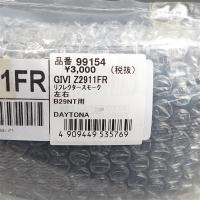 品番 99154
¥3,000 (税抜)
GIVI Z2911FR
リフレクタースモーク
左右
B29NT用
DAYTONA
4 909449 535769
1FR